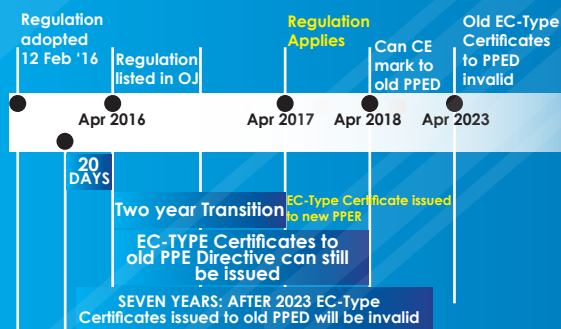 Regulation
adopted
12 Feb ‘16
Regulation
listed in OJ
Regulation
Applies
Can CE
mark to
old PPED
Old EC-Type
Certificates
to PPED
invalid
Apr 2016
Apr 2017
Apr 2018
Apr 2023
20
DAYS
Two year Transition
EC-Type Certificate issued
to new PPER
EC-TYPE Certificates to
old PPE Directive can still
be issued
SEVEN YEARS: AFTER 2023 EC-Type
Certificates issued to old PPED will be invalid